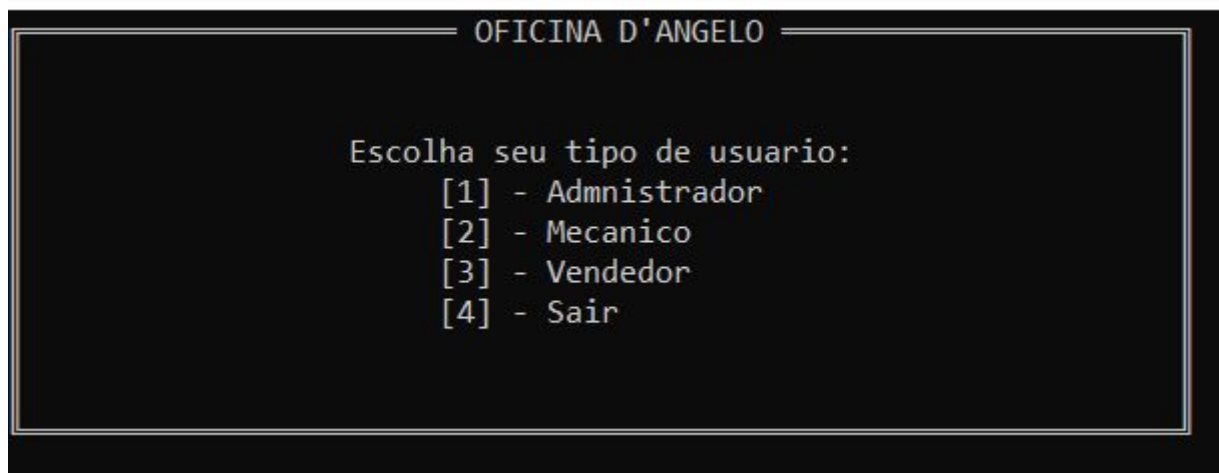 OFICINA D'ANGELO
Escolha seu tipo de usuario:
[1] - Admnistrador
[2] - Mecanico
[3] - Vendedor
[4] - Sair